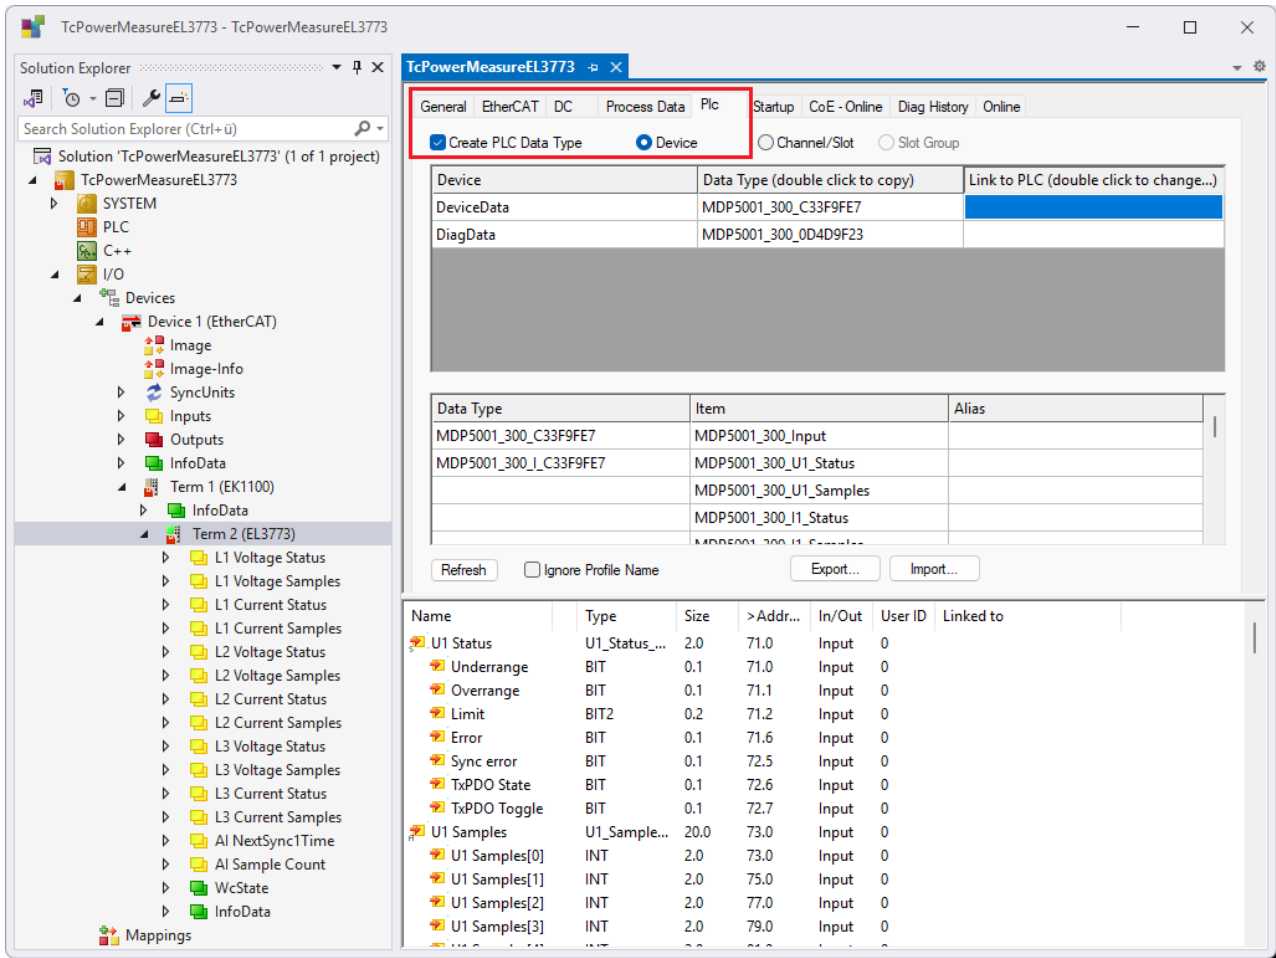 TcPowerMeasureEL3773 - TcPowerMeasureEL3773
Solution Explorer
Search Solution Explorer (Ctrl+ü)
Solution 'TcPowerMeasureEL3773' (1 of 1 project)
TcPowerMeasureEL3773
SYSTEM
PLC
C++
I/O
Devices
Device 1 (EtherCAT)
Image
Image-Info
SyncUnits
Inputs
Outputs
InfoData
Term 1 (EK1100)
InfoData
Term 2 (EL3773)
L1 Voltage Status
L1 Voltage Samples
L1 Current Status
L1 Current Samples
L2 Voltage Status
L2 Voltage Samples
L2 Current Status
L2 Current Samples
L3 Voltage Status
L3 Voltage Samples
L3 Current Status
L3 Current Samples
AI NextSync1Time
AI Sample Count
WcState
InfoData
Mappings
TcPowerMeasureEL3773
General EtherCAT DC Process Data Plc Startup CoE - Online Diag History Online
Create PLC Data Type Device Channel/Slot Slot Group
Device Data Type (double click to copy) Link to PLC (double click to change...)
DeviceData MDP5001_300_C33F9FE7
DiagData MDP5001_300_0D4D9F23
Data Type Item Alias
MDP5001_300_C33F9FE7 MDP5001_300_Input
MDP5001_300_I_C33F9FE7 MDP5001_300_U1_Status
MDP5001_300_U1_Samples
MDP5001_300_I1_Status
MDP5001_300_I1_Samples
Refresh Ignore Profile Name Export... Import...
Name Type Size >Addr... In/Out User ID Linked to
U1 Status U1_Status_... 2.0 71.0 Input 0
Underrange BIT 0.1 71.0 Input 0
Overrange BIT 0.1 71.1 Input 0
Limit BIT2 0.2 71.2 Input 0
Error BIT 0.1 71.6 Input 0
Sync error BIT 0.1 72.5 Input 0
TxPDO State BIT 0.1 72.6 Input 0
TxPDO Toggle BIT 0.1 72.7 Input 0
U1 Samples U1_Sample... 20.0 73.0 Input 0
U1 Samples[0] INT 2.0 73.0 Input 0
U1 Samples[1] INT 2.0 75.0 Input 0
U1 Samples[2] INT 2.0 77.0 Input 0
U1 Samples[3] INT 2.0 79.0 Input 0